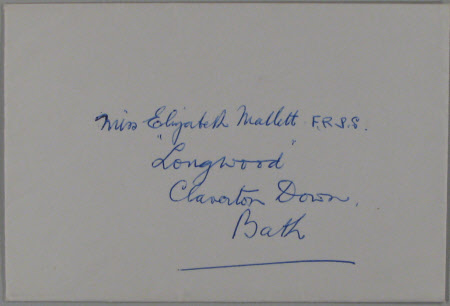 Miss Elizabeth Mallett F.R.S.S.
"Longwood"
Claverton Down,
Bath